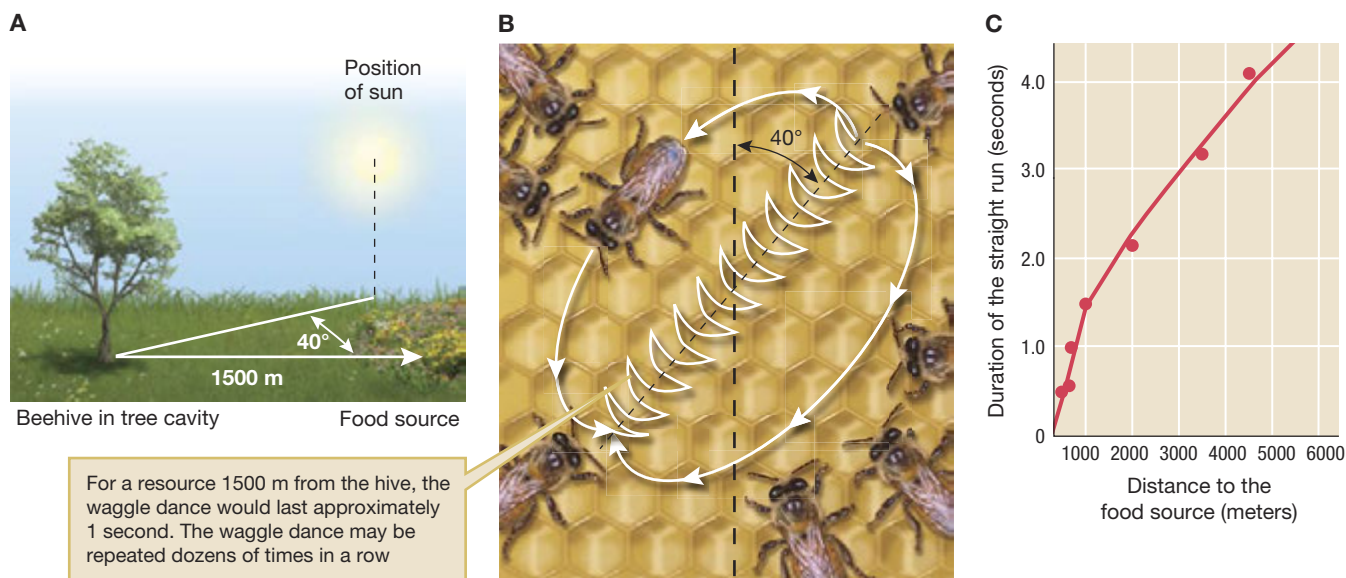 A
Position
of sun
40°
1500 m
Beehive in tree cavity
Food source
For a resource 1500 m from the hive, the
waggle dance would last approximately
1 second. The waggle dance may be
repeated dozens of times in a row
B
40°
C
Duration of the straight run (seconds)
4.0
3.0
2.0
1.0
0
1000 2000 3000 4000 5000 6000
Distance to the
food source (meters)